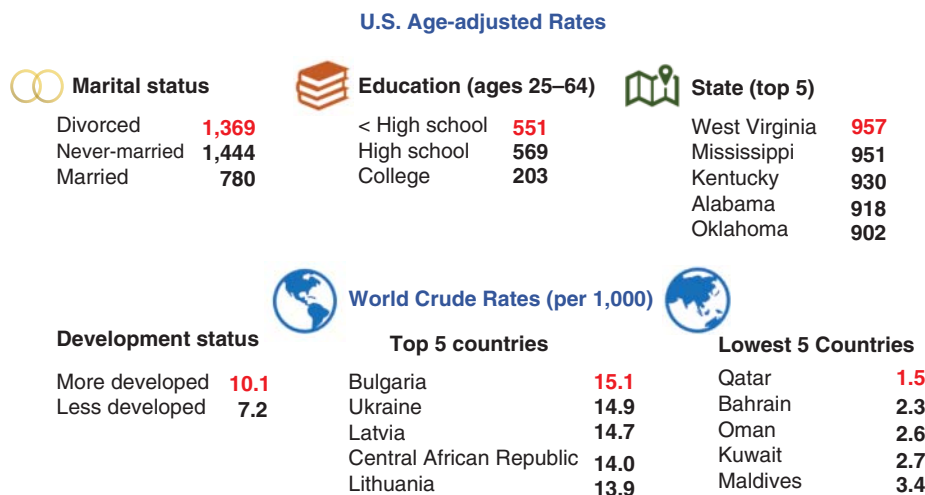 U.S. Age-adjusted Rates
Marital status
Divorced 1,369
Never-married 1,444
Married 780
Education (ages 25–64)
< High school 551
High school 569
College 203
State (top 5)
West Virginia 957
Mississippi 951
Kentucky 930
Alabama 918
Oklahoma 902
World Crude Rates (per 1,000)
Development status
More developed 10.1
Less developed 7.2
Top 5 countries
Bulgaria 15.1
Ukraine 14.9
Latvia 14.7
Central African Republic 14.0
Lithuania 13.9
Lowest 5 Countries
Qatar 1.5
Bahrain 2.3
Oman 2.6
Kuwait 2.7
Maldives 3.4